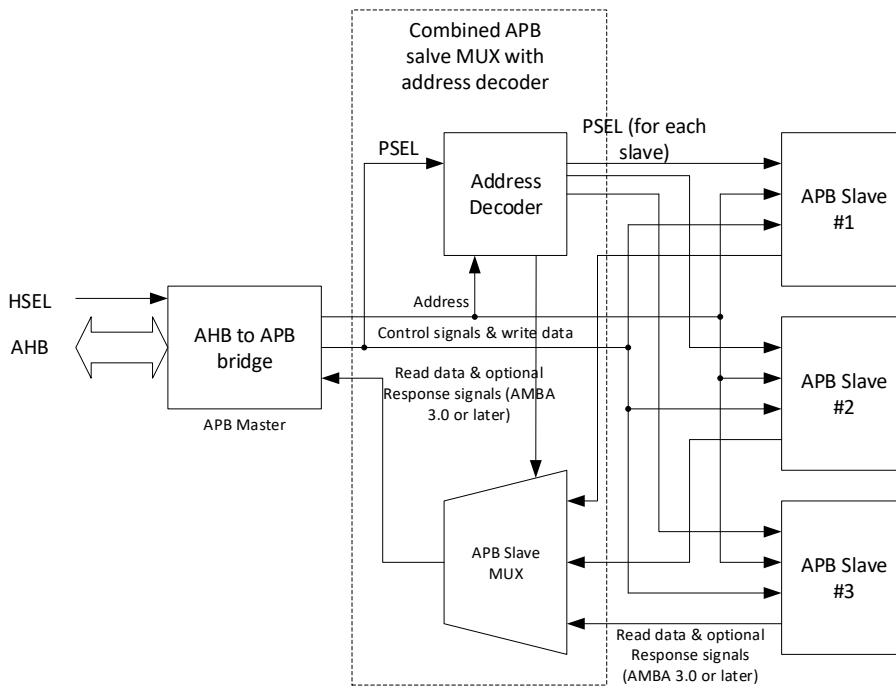 Combined APB
salve MUX with
address decoder
PSEL (for each
slave)
PSEL
Address
Decoder
APB Slave
#1
HSEL
AHB
AHB to APB
bridge
APB Master
Address
Control signals & write data
Read data & optional
Response signals (AMBA
3.0 or later)
APB Slave
#2
APB Slave
MUX
APB Slave
#3
Read data & optional
Response signals
(AMBA 3.0 or later)